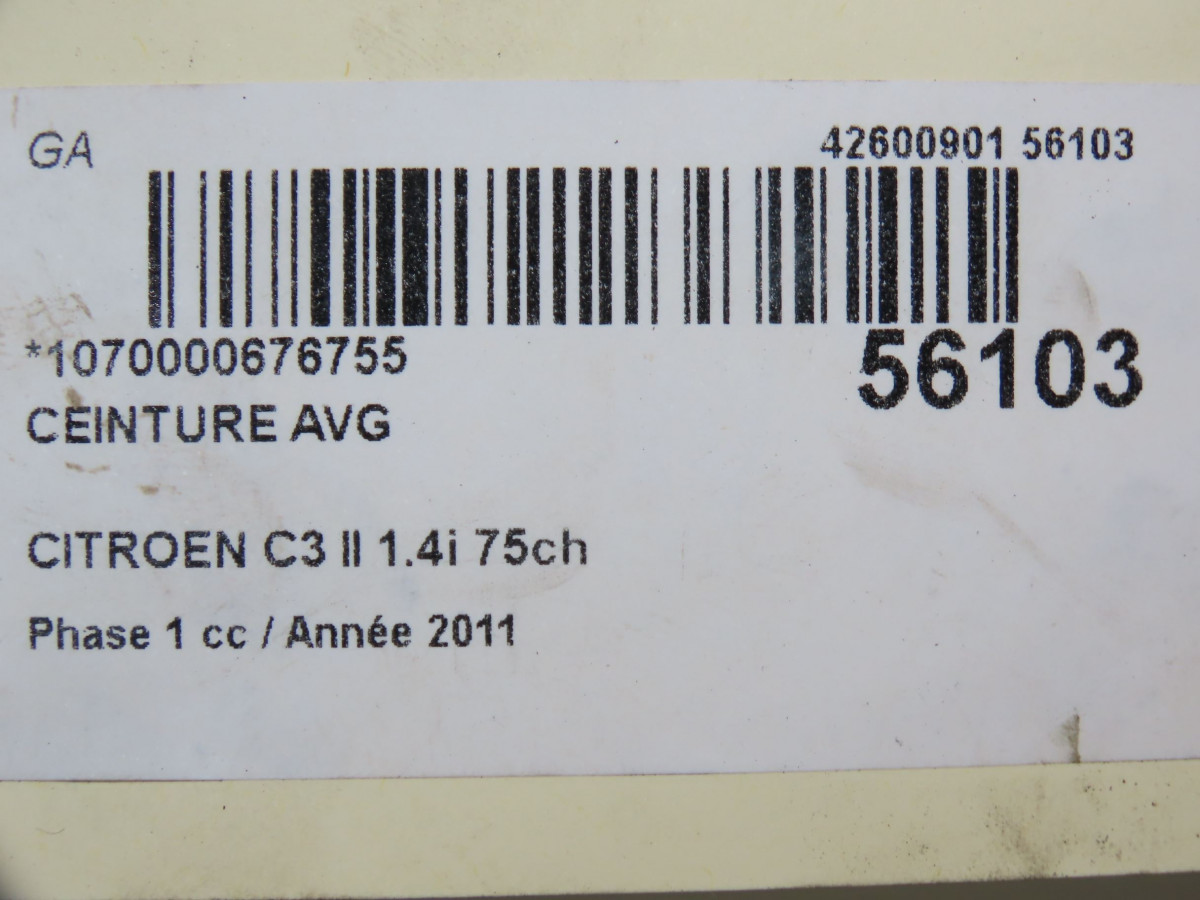 GA
42600901 56103
*1070000676755
56103
CEINTURE AVG
CITROEN C3 II 1.4i 75ch
Phase 1 cc / Année 2011